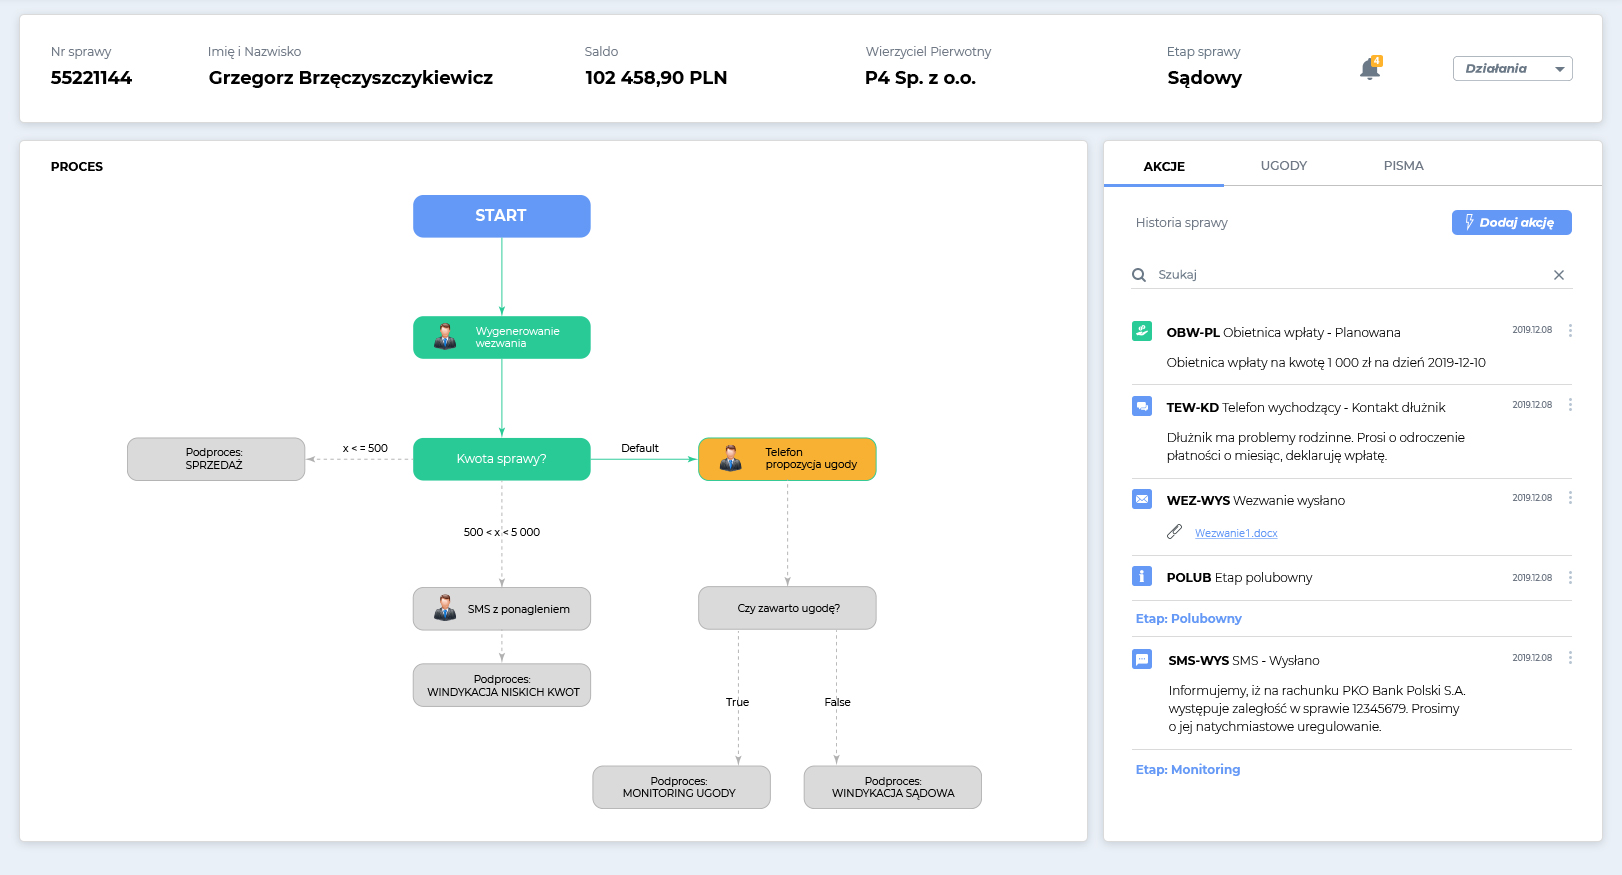 Nr sprawy
55221144
Imię i Nazwisko
Grzegorz Brzęczyszczykiewicz
Saldo
102 458,90 PLN
Wierzyciel Pierwotny
P4 Sp. z o.o.
Etap sprawy
Sądowy
4
Działania
PROCES
START
Wygenerowanie
wezwania
Podproces:
SPRZEDAŻ
x < = 500
Kwota sprawy?
Default
Telefon
propozycja ugody
500 < x < 5 000
SMS z ponagleniem
Czy zawarto ugodę?
Podproces:
WINDYKACJA NISKICH KWOT
True
False
Podproces:
MONITORING UGODY
Podproces:
WINDYKACJA SĄDOWA
AKCJE
UGODY
PISMA
Historia sprawy
Dodaj akcję
Szukaj
OBW-PL Obietnica wpłaty - Planowana
2019.12.08
Obietnica wpłaty na kwotę 1 000 zł na dzień 2019-12-10
TEW-KD Telefon wychodzący - Kontakt dłużnik
2019.12.08
Dłużnik ma problemy rodzinne. Prosi o odroczenie
płatności o miesiąc, deklaruję wpłatę.
WEZ-WYS Wezwanie wysłano
2019.12.08
Wezwanie1.docx
POLUB Etap polubowny
2019.12.08
Etap: Polubowny
SMS-WYS SMS - Wysłano
2019.12.08
Informujemy, iż na rachunku PKO Bank Polski S.A.
występuje zaległość w sprawie 12345679. Prosimy
o jej natychmiastowe uregulowanie.
Etap: Monitoring